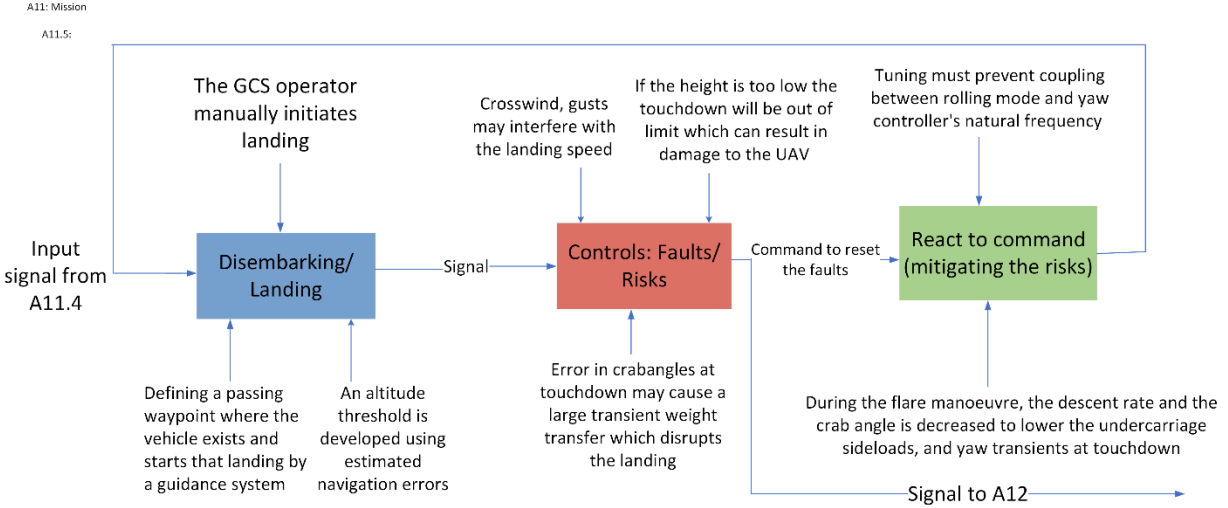 A11: Mission
A11.5:
The GCS operator
manually initiates
landing
Crosswind, gusts
may interfere with
the landing speed
If the height is too low the
touchdown will be out of
limit which can result in
damage to the UAV
Tuning must prevent coupling
between rolling mode and yaw
controller's natural frequency
Input
signal from
A11.4
Disembarking/
Landing
Signal
Controls: Faults/
Risks
Command to reset
the faults
React to command
(mitigating the risks)
Defining a passing
waypoint where the
vehicle exists and
starts that landing by
a guidance system
An altitude
threshold is
developed using
estimated
navigation errors
Error in crabangles at
touchdown may cause a
large transient weight
transfer which disrupts
the landing
During the flare manoeuvre, the descent rate and the
crab angle is decreased to lower the undercarriage
sideloads, and yaw transients at touchdown
Signal to A12